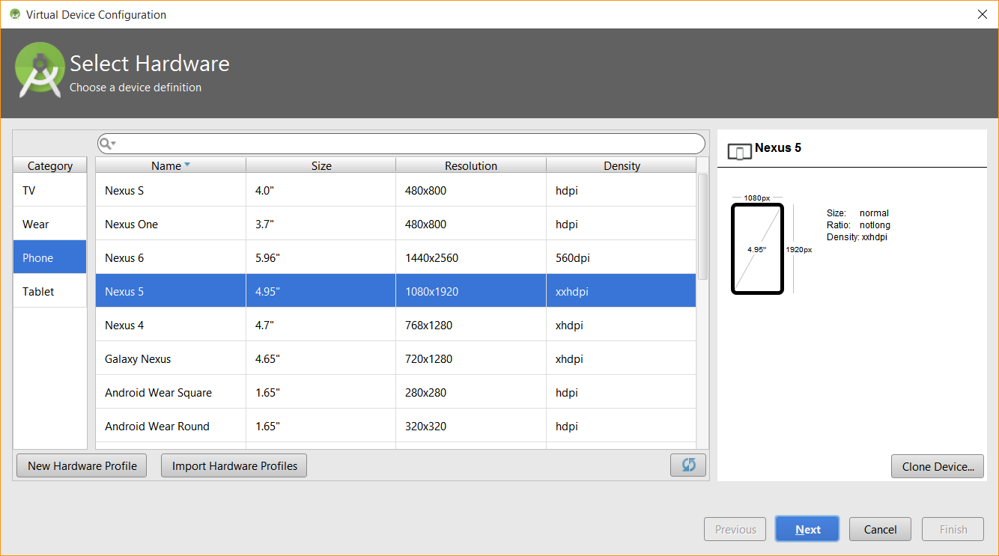 Virtual Device Configuration
Select Hardware
Choose a device definition
Category
TV
Wear
Phone
Tablet
Name Size Resolution Density
Nexus S 4.0" 480x800 hdpi
Nexus One 3.7" 480x800 hdpi
Nexus 6 5.96" 1440x2560 560dpi
Nexus 5 4.95" 1080x1920 xxhdpi
Nexus 4 4.7" 768x1280 xhdpi
Galaxy Nexus 4.65" 720x1280 xhdpi
Android Wear Square 1.65" 280x280 hdpi
Android Wear Round 1.65" 320x320 hdpi
New Hardware Profile
Import Hardware Profiles
Nexus 5
1080px
4.95"
1920px
Size: normal
Ratio: notlong
Density: xxhdpi
Clone Device...
Previous
Next
Cancel
Finish